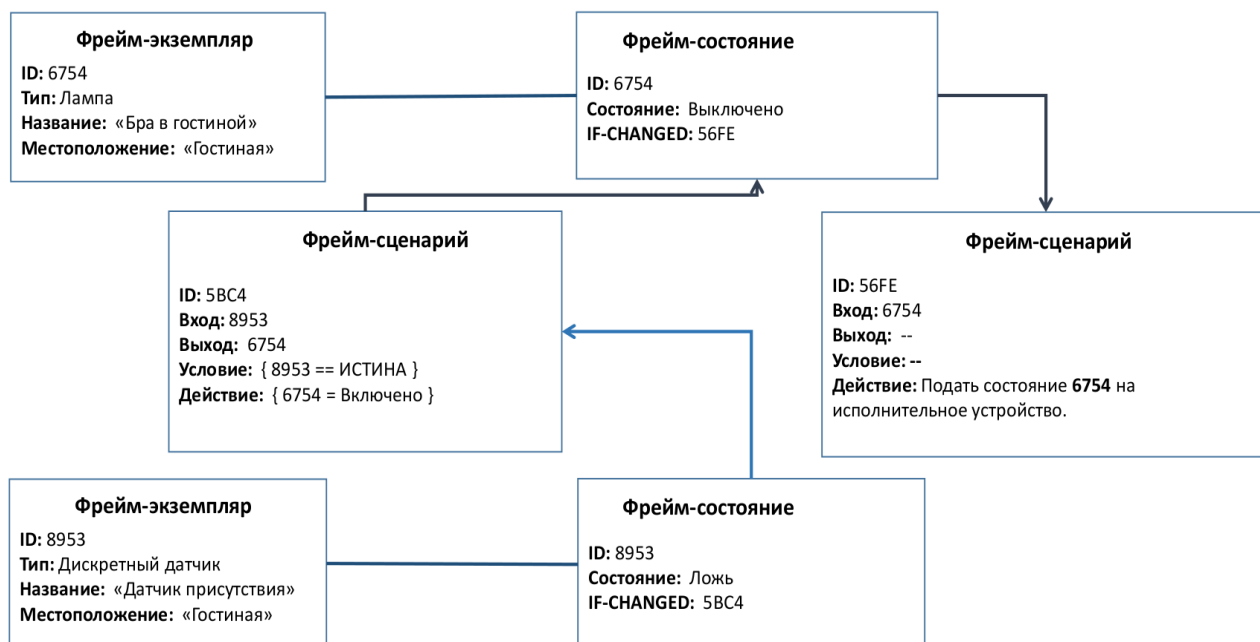 Фрейм-экземпляр
ID: 6754
Тип: Лампа
Название: «Бра в гостиной»
Местоположение: «Гостиная»
Фрейм-состояние
ID: 6754
Состояние: Выключено
IF-CHANGED: 56FE
Фрейм-сценарий
ID: 5BC4
Вход: 8953
Выход: 6754
Условие: { 8953 == ИСТИНА }
Действие: { 6754 = Включено }
Фрейм-сценарий
ID: 56FE
Вход: 6754
Выход: --
Условие: --
Действие: Подать состояние 6754 на
исполнительное устройство.
Фрейм-экземпляр
ID: 8953
Тип: Дискретный датчик
Название: «Датчик присутствия»
Местоположение: «Гостиная»
Фрейм-состояние
ID: 8953
Состояние: Ложь
IF-CHANGED: 5BC4